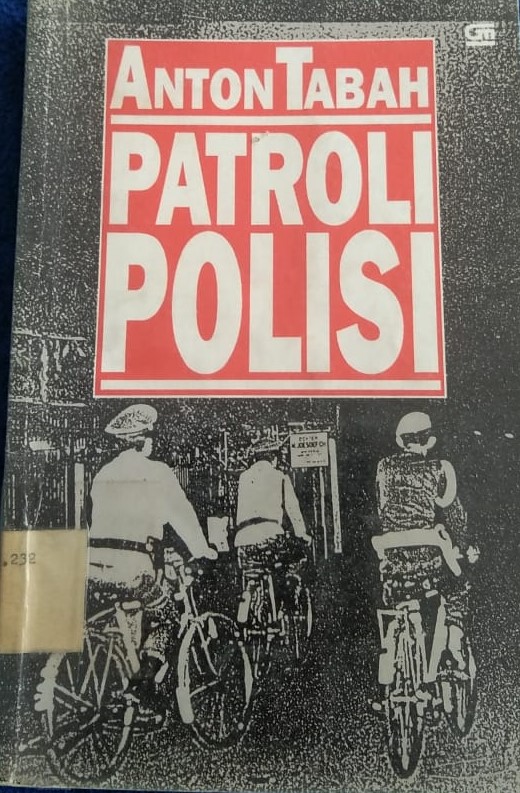 ANTON TABAH
PATROLI
POLISI
.232